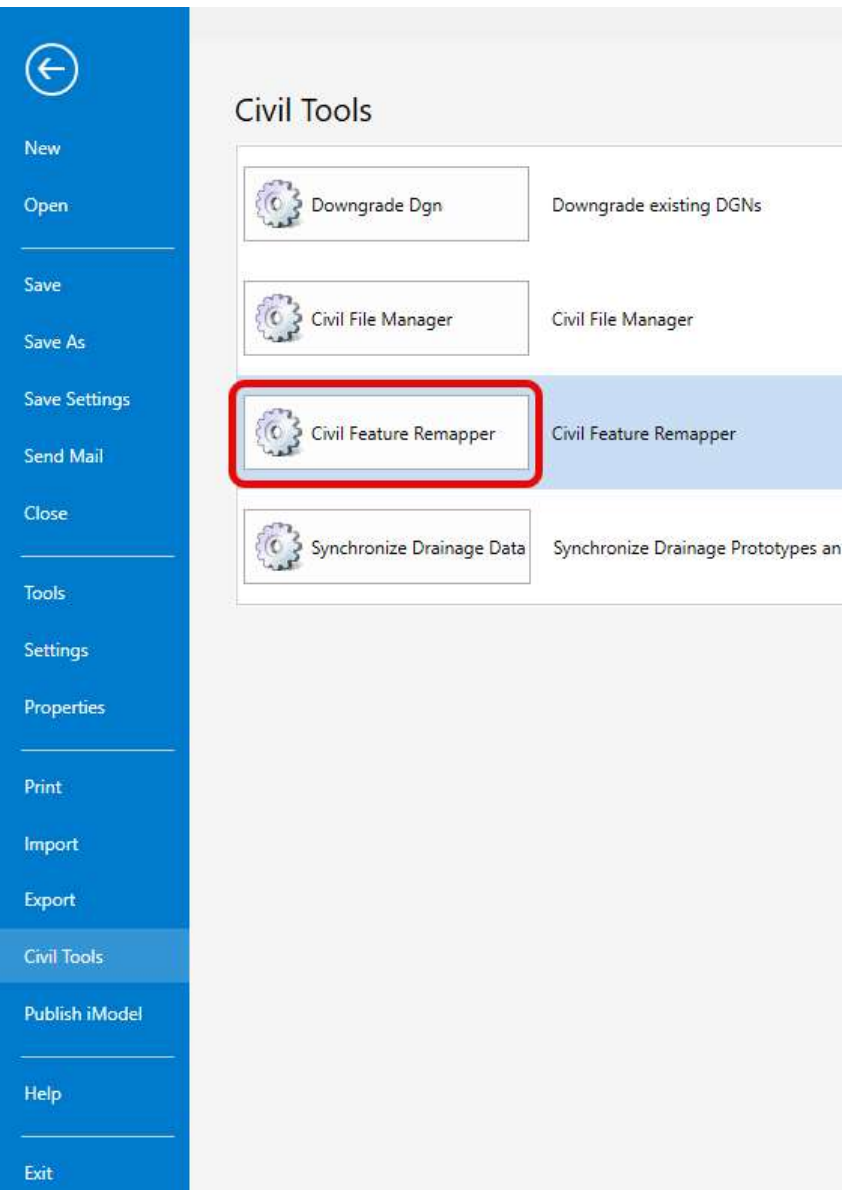 New
Open
Save
Save As
Save Settings
Send Mail
Close
Tools
Settings
Properties
Print
Import
Export
Civil Tools
Publish iModel
Help
Exit
Civil Tools
Downgrade Dgn
Downgrade existing DGNs
Civil File Manager
Civil File Manager
Civil Feature Remapper
Civil Feature Remapper
Synchronize Drainage Data
Synchronize Drainage Prototypes an